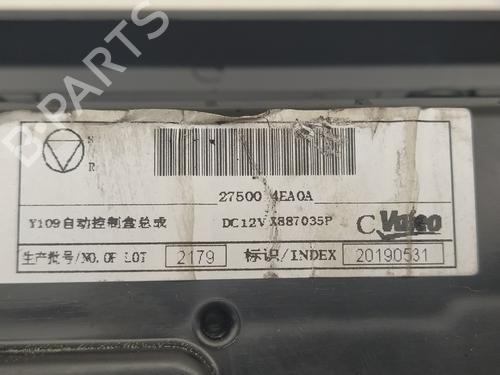 S
R
27500 4EA0A
Y109自动控制盒总成 DC12V X887035P C Valeo
生产批号/NO.OF LOT 2179 标识/INDEX 20190531
B-Parts